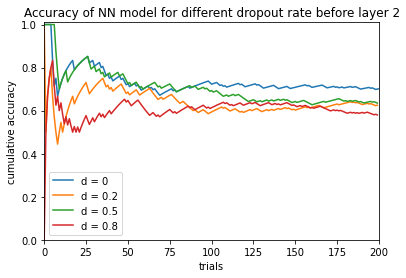 Accuracy of NN model for different dropout rate before layer 2
cumulative accuracy
1.0
0.8
0.6
0.4
0.2
0.0
d = 0
d = 0.2
d = 0.5
d = 0.8
0 25 50 75 100 125 150 175 200
trials